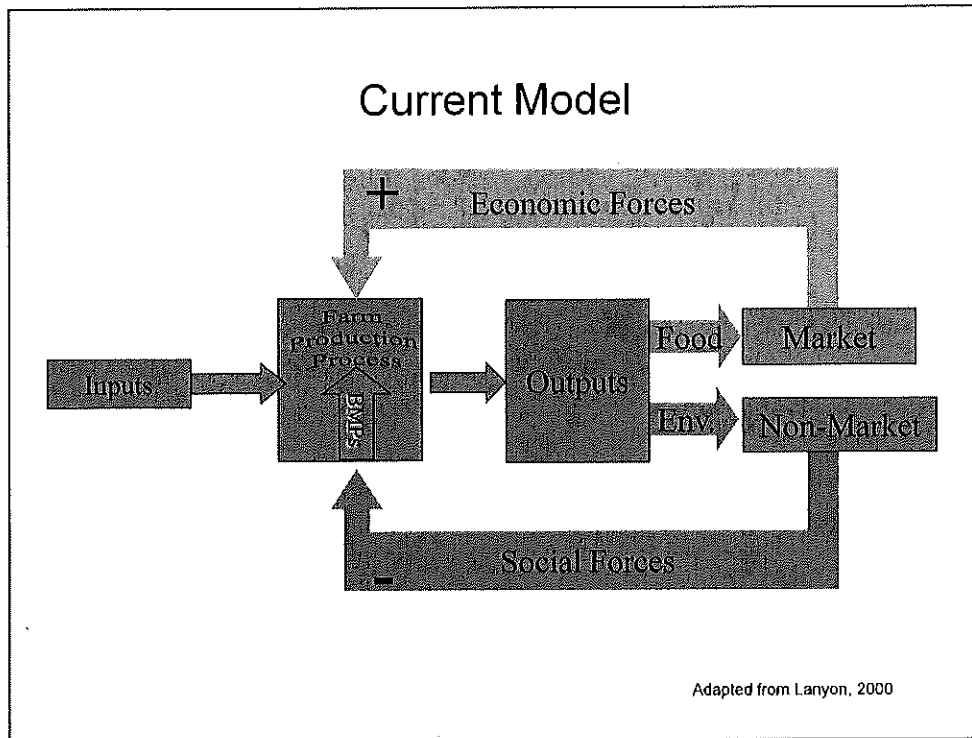 Current Model
+
Economic Forces
Farm
Production
Process
BMPs
Inputs
Outputs
Food
Market
Env.
Non-Market
Social Forces
-
Adapted from Lanyon, 2000